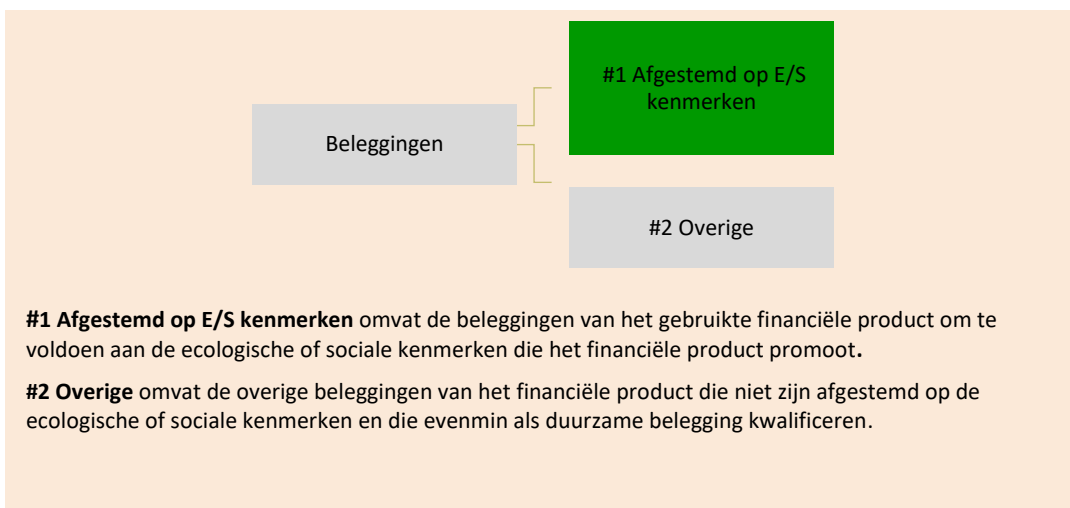 #1 Afgestemd op E/S
kenmerken
Beleggingen
#2 Overige
#1 Afgestemd op E/S kenmerken omvat de beleggingen van het gebruikte financiële product om te
voldoen aan de ecologische of sociale kenmerken die het financiële product promoot.
#2 Overige omvat de overige beleggingen van het financiële product die niet zijn afgestemd op de
ecologische of sociale kenmerken en die evenmin als duurzame belegging kwalificeren.